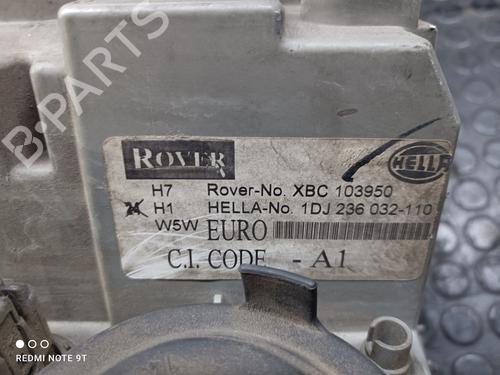 B-PARTS
ROVER
HELLA
H7 Rover-No. XBC 103950
2x H1 HELLA-No. 1DJ 236 032-110
W5W EURO
C.I. CODE - A1
REDMI NOTE 9T